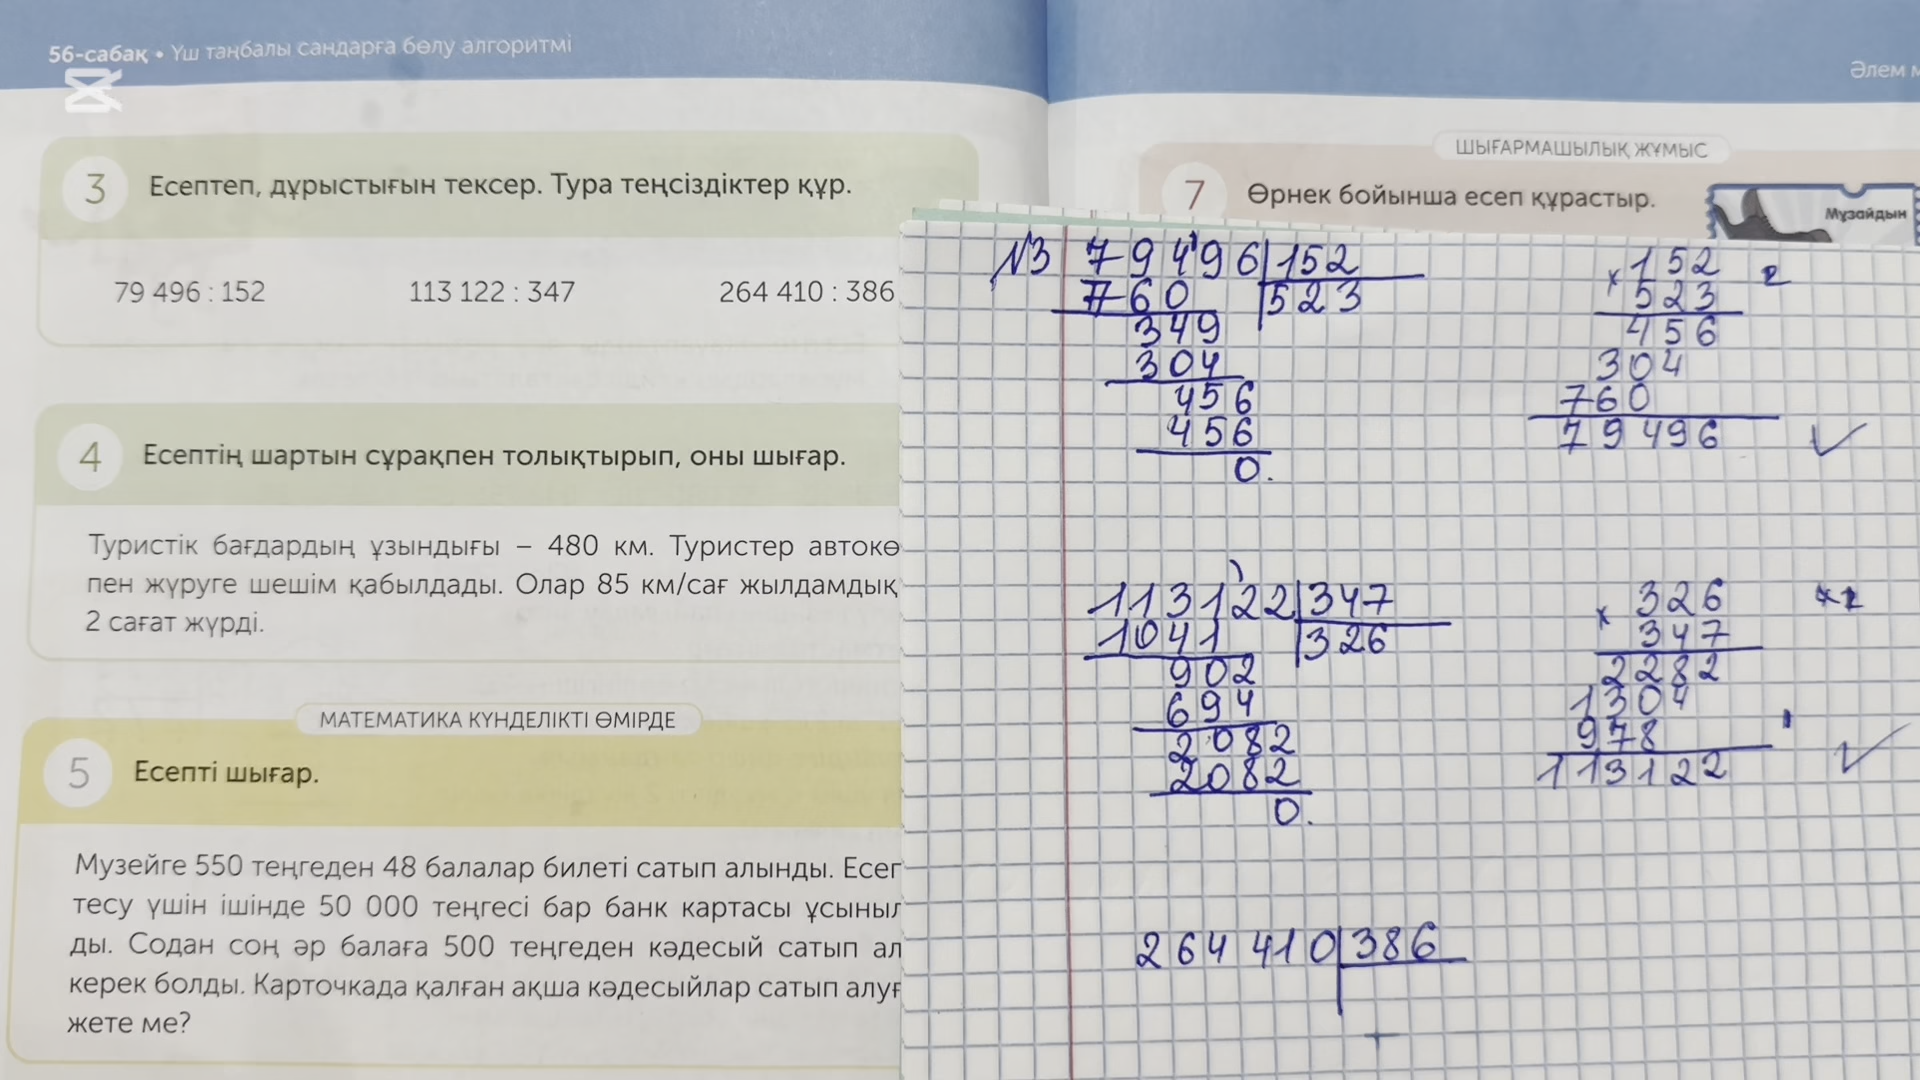 56-сабақ • Үш таңбалы сандарға бөлу алгоритмі
3 Есептеп, дұрыстығын тексер. Тура теңсіздіктер құр.
79 496 : 152 113 122 : 347 264 410 : 386
4 Есептің шартын сұрақпен толықтырып, оны шығар.
Туристік бағдардың ұзындығы – 480 км. Туристер автокө
пен жүруге шешім қабылдады. Олар 85 км/сағ жылдамдық
2 сағат жүрді.
МАТЕМАТИКА КҮНДЕЛІКТІ ӨМІРДЕ
5 Есепті шығар.
Музейге 550 теңгеден 48 балалар билеті сатып алынды. Есеп
тесу үшін ішінде 50 000 теңгесі бар банк картасы ұсыныл
ды. Содан соң әр балаға 500 теңгеден кәдесый сатып ал
керек болды. Карточкада қалған ақша кәдесыйлар сатып алуғ
жете ме?
Әлем
ШЫҒАРМАШЫЛЫҚ ЖҰМЫС
7 Өрнек бойынша есеп құрастыр.
Мұзайдын
№3 79496 152
760 523
349
304
456
456
0.
× 152 2
523
456
304
760
79496 ✓
113122 347
1041 326
902
694
2082
2082
0.
× 326
347
2282
1304
978
113122 ✓
264 410 386